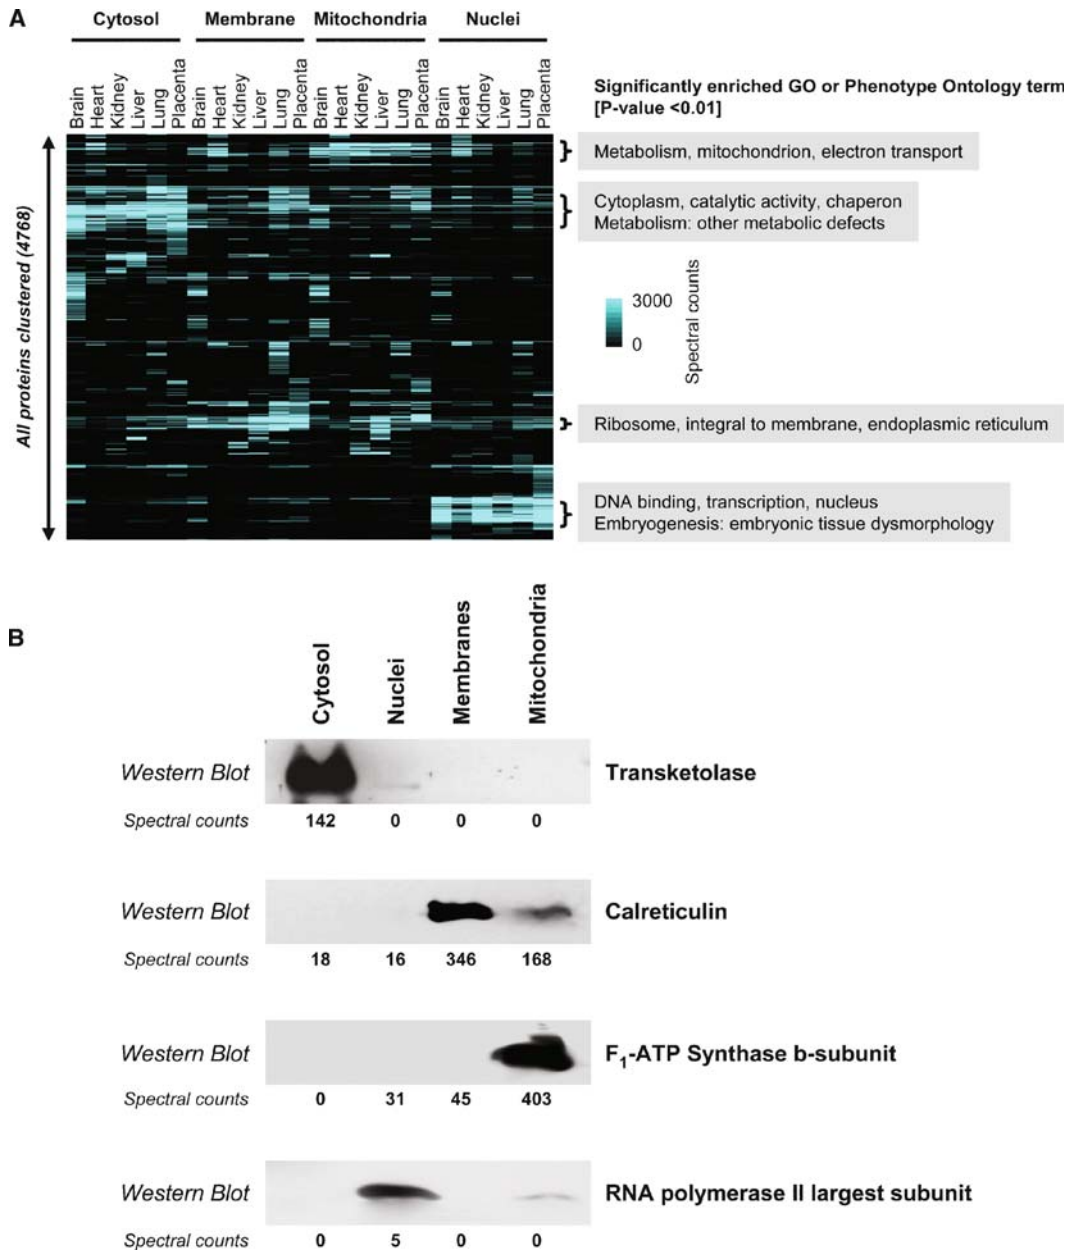 A
Cytosol Membrane Mitochondria Nuclei
Brain Heart Kidney Liver Lung Placenta Brain Heart Kidney Liver Lung Placenta Brain Heart Kidney Liver Lung Placenta Brain Heart Kidney Liver Lung Placenta
Significantly enriched GO or Phenotype Ontology term
[P-value <0.01]
All proteins clustered (4768)
Metabolism, mitochondrion, electron transport
Cytoplasm, catalytic activity, chaperon
Metabolism: other metabolic defects
3000
0
Spectral counts
Ribosome, integral to membrane, endoplasmic reticulum
DNA binding, transcription, nucleus
Embryogenesis: embryonic tissue dysmorphology
B
Cytosol Nuclei Membranes Mitochondria
Western Blot Transketolase
Spectral counts 142 0 0 0
Western Blot Calreticulin
Spectral counts 18 16 346 168
Western Blot F₁-ATP Synthase b-subunit
Spectral counts 0 31 45 403
Western Blot RNA polymerase II largest subunit
Spectral counts 0 5 0 0